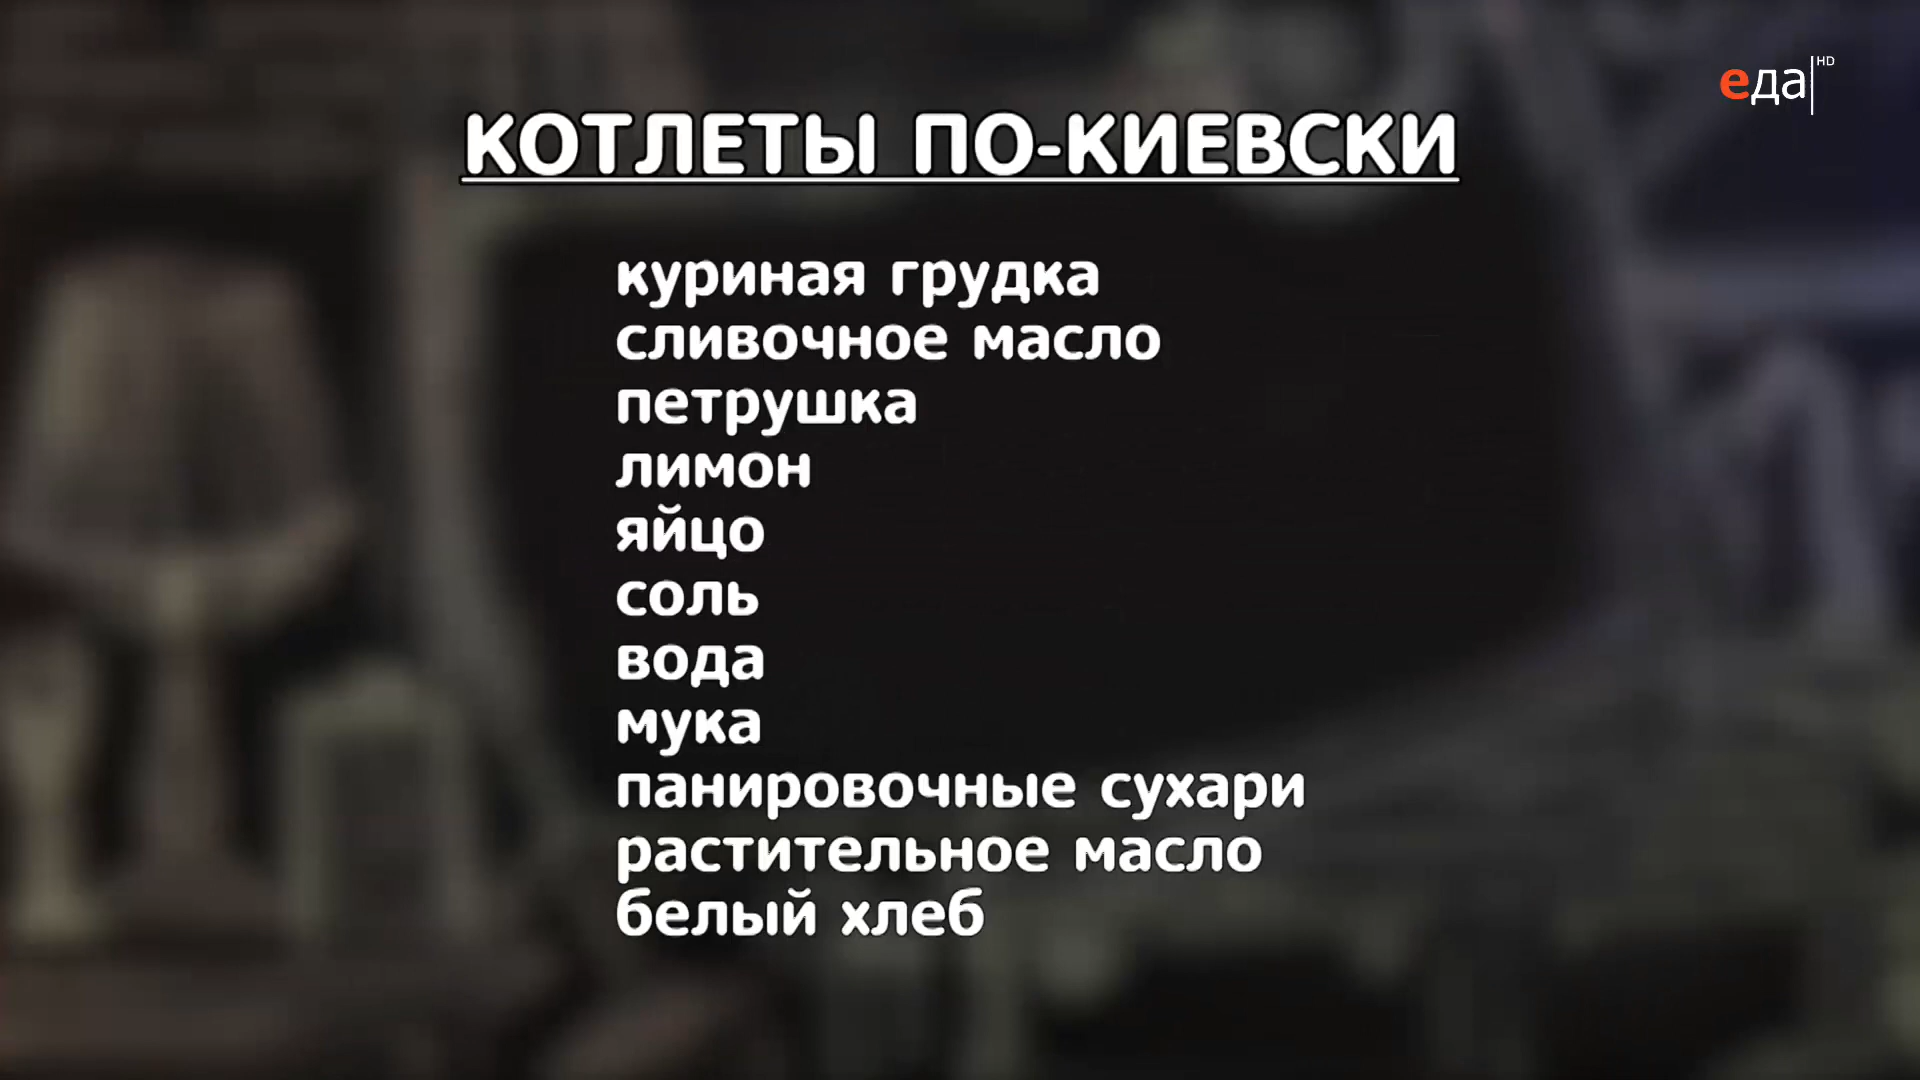 еда HD
КОТЛЕТЫ ПО-КИЕВСКИ
куриная грудка
сливочное масло
петрушка
лимон
яйцо
соль
вода
мука
панировочные сухари
растительное масло
белый хлеб